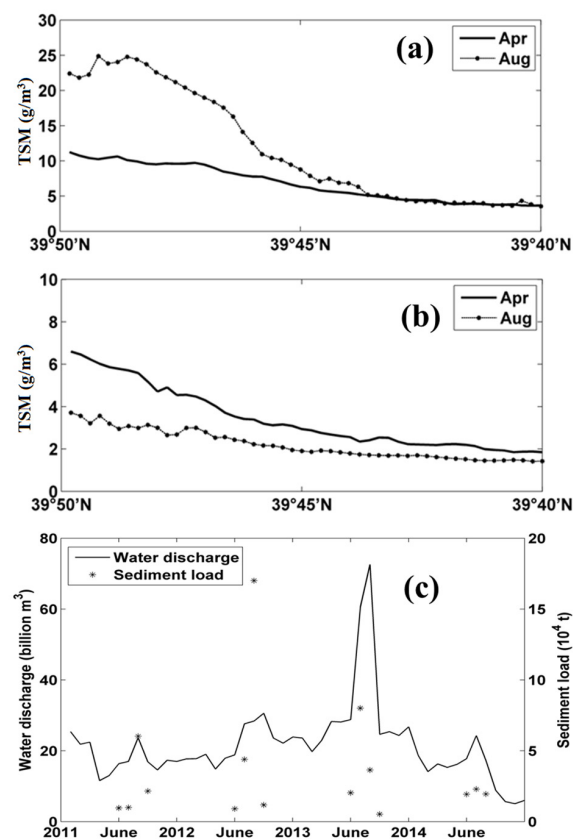 30
25
20
15
10
5
0
TSM (g/m³)
(a)
Apr
Aug
39°50'N 39°45'N 39°40'N
10
8
6
4
2
0
TSM (g/m³)
(b)
Apr
Aug
39°50'N 39°45'N 39°40'N
80
60
40
20
0
Water discharge (billion m³)
Water discharge
Sediment load
(c)
20
15
10
5
0
Sediment load (10⁴ t)
2011 June 2012 June 2013 June 2014 June